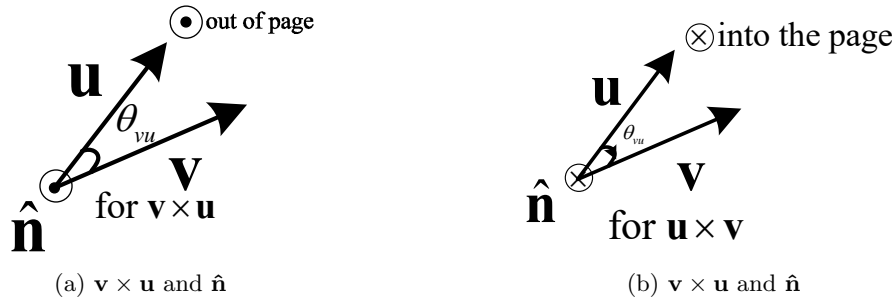 out of page
u
θvu
v
n̂
for v × u
(a) v × u and n̂
into the page
u
θvu
v
n̂
for u × v
(b) v × u and n̂